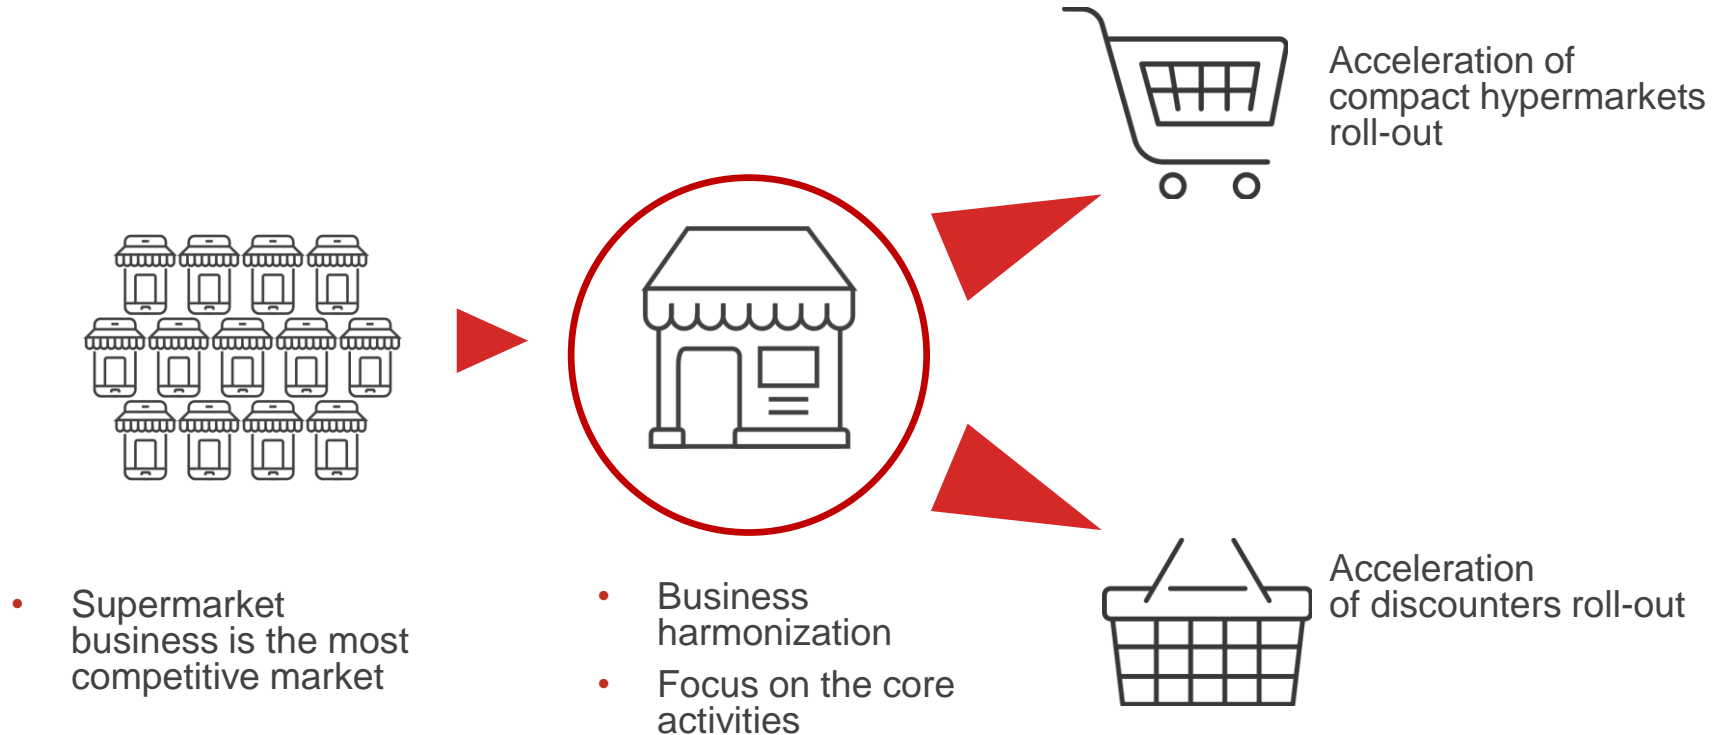 Acceleration of
compact hypermarkets
roll-out
• Supermarket
business is the most
competitive market
• Business
harmonization
• Focus on the core
activities
Acceleration
of discounters roll-out